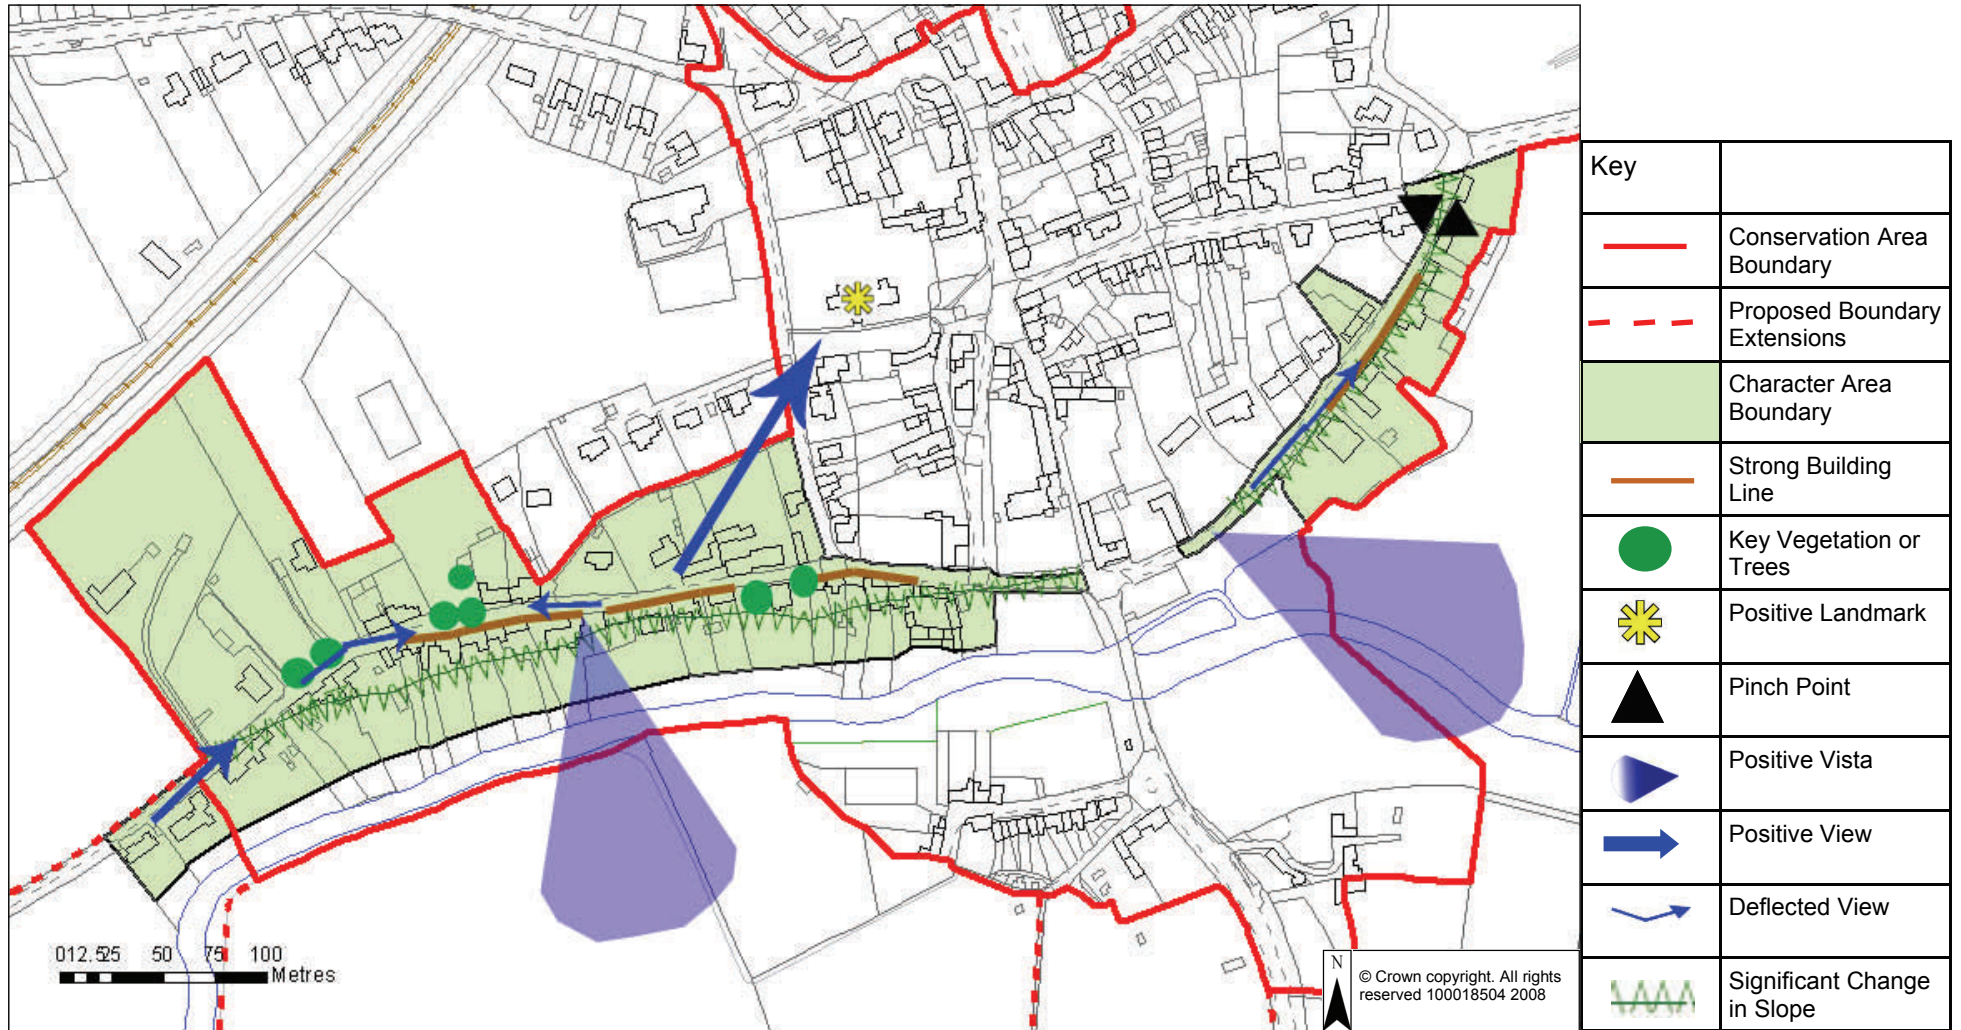 Key
Conservation Area
Boundary
Proposed Boundary
Extensions
Character Area
Boundary
Strong Building
Line
Key Vegetation or
Trees
Positive Landmark
Pinch Point
Positive Vista
Positive View
Deflected View
Significant Change
in Slope
012.525 50 75 100
Metres
N
© Crown copyright. All rights
reserved 100018504 2008